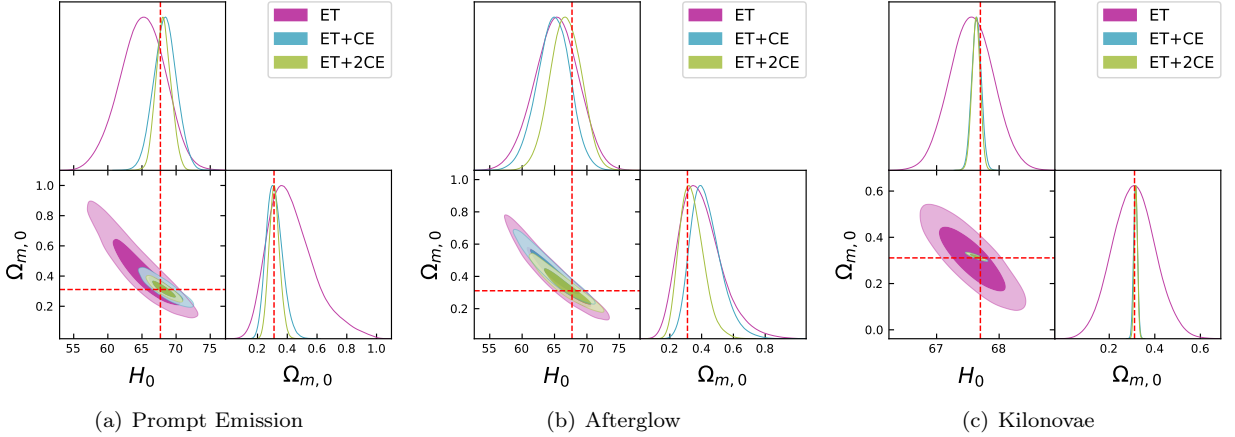 ET
ET+CE
ET+2CE
1.0
0.8
0.6
0.4
0.2
Ωm, 0
55 60 65 70 75
0.2 0.4 0.6 0.8 1.0
H0
Ωm, 0
(a) Prompt Emission
ET
ET+CE
ET+2CE
1.0
0.8
0.6
0.4
0.2
Ωm, 0
55 60 65 70 75
0.2 0.4 0.6 0.8
H0
Ωm, 0
(b) Afterglow
ET
ET+CE
ET+2CE
0.6
0.4
0.2
0.0
Ωm, 0
67 68
0.2 0.4 0.6
H0
Ωm, 0
(c) Kilonovae